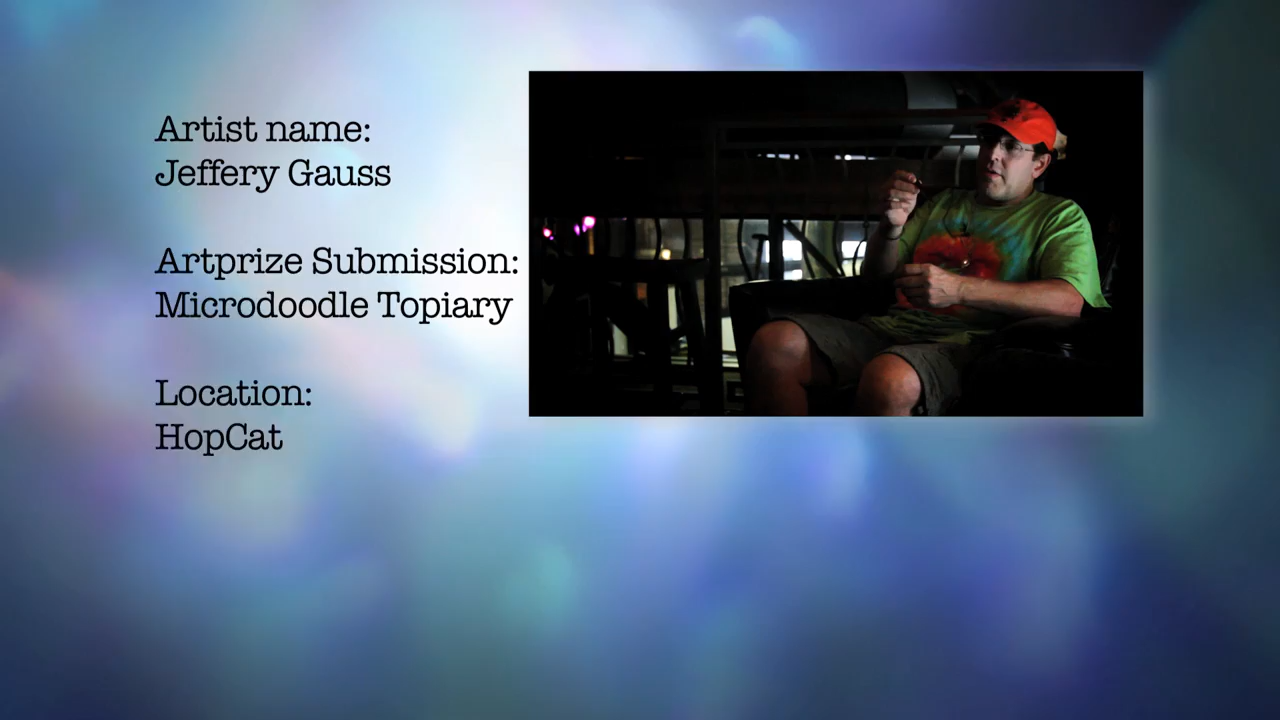 Artist name:
Jeffery Gauss
Artprize Submission:
Microdoodle Topiary
Location:
HopCat